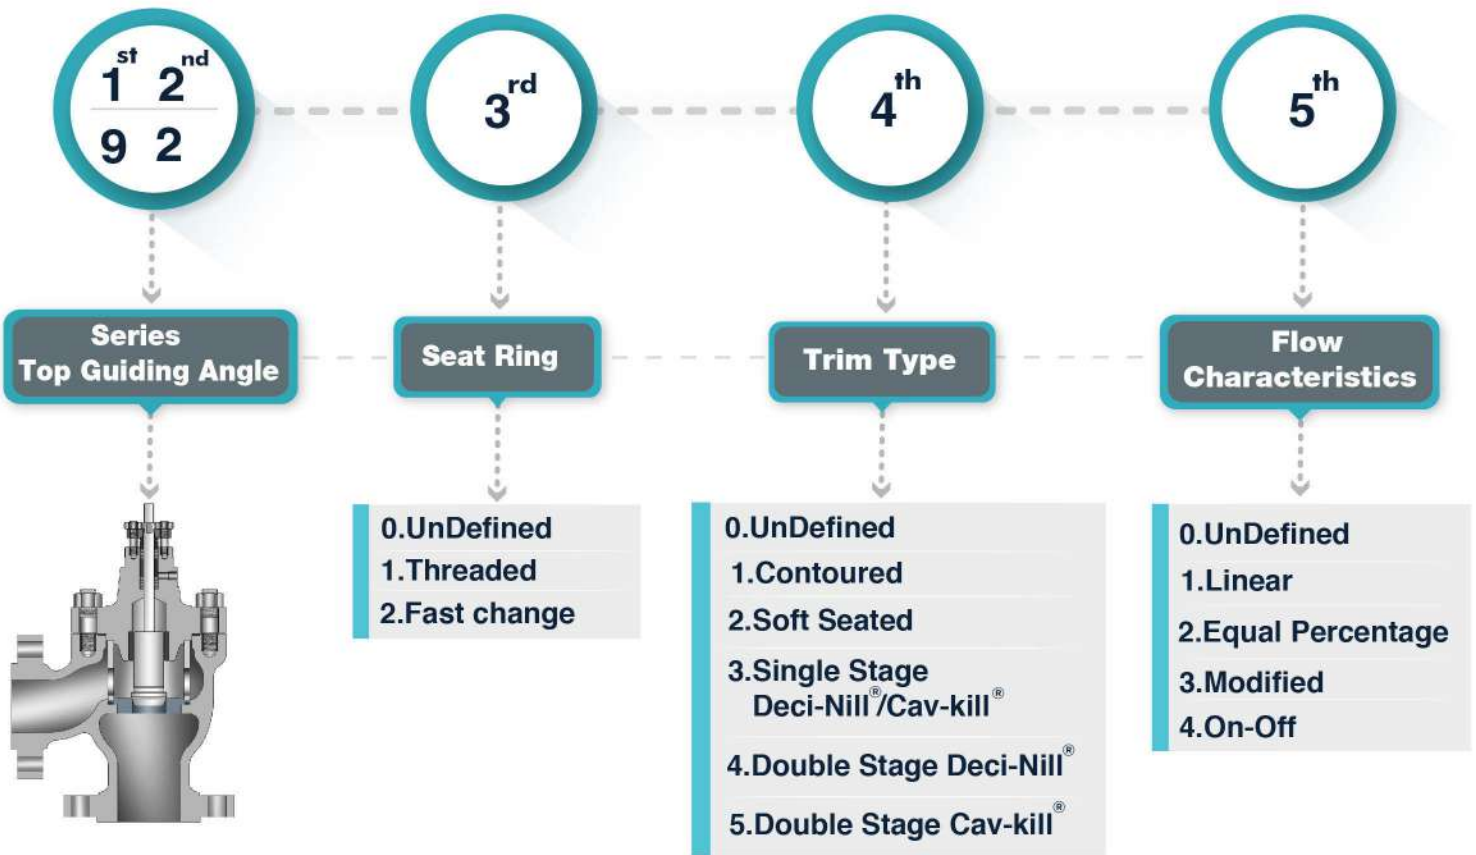 1st 2nd
9 2
3rd
4th
5th
Series
Top Guiding Angle
Seat Ring
Trim Type
Flow
Characteristics
0.UnDefined
1.Threaded
2.Fast change
0.UnDefined
1.Contoured
2.Soft Seated
3.Single Stage
Deci-Nill®/Cav-kill®
4.Double Stage Deci-Nill®
5.Double Stage Cav-kill®
0.UnDefined
1.Linear
2.Equal Percentage
3.Modified
4.On-Off